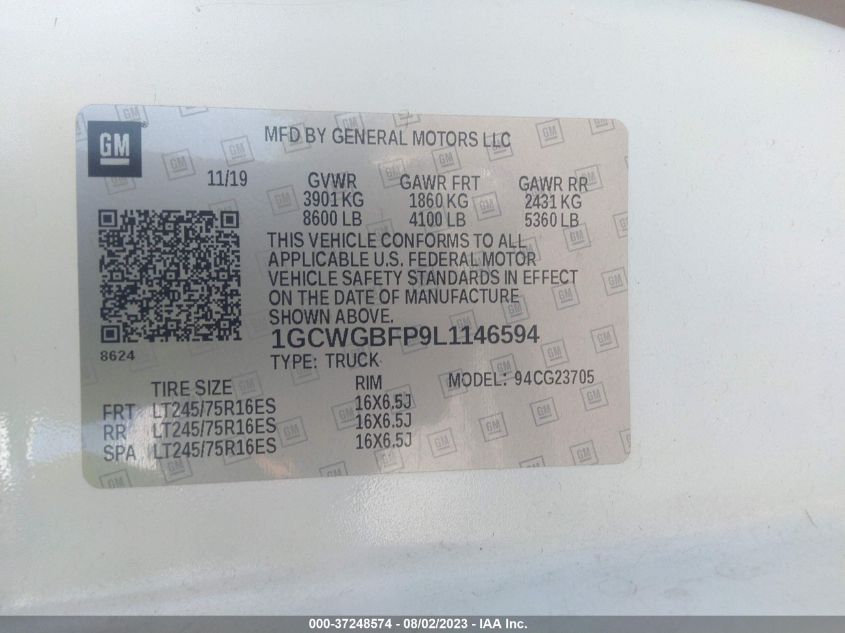 GM
MFD BY GENERAL MOTORS LLC
11/19 GVWR GAWR FRT GAWR RR
3901 KG 1860 KG 2431 KG
8600 LB 4100 LB 5360 LB
THIS VEHICLE CONFORMS TO ALL
APPLICABLE U.S. FEDERAL MOTOR
VEHICLE SAFETY STANDARDS IN EFFECT
ON THE DATE OF MANUFACTURE
SHOWN ABOVE.
1GCWGBFP9L1146594
8624
TYPE: TRUCK
TIRE SIZE RIM MODEL: 94CG23705
FRT LT245/75R16ES 16X6.5J
RR LT245/75R16ES 16X6.5J
SPA LT245/75R16ES 16X6.5J
000-37248574 - 08/02/2023 - IAA Inc.